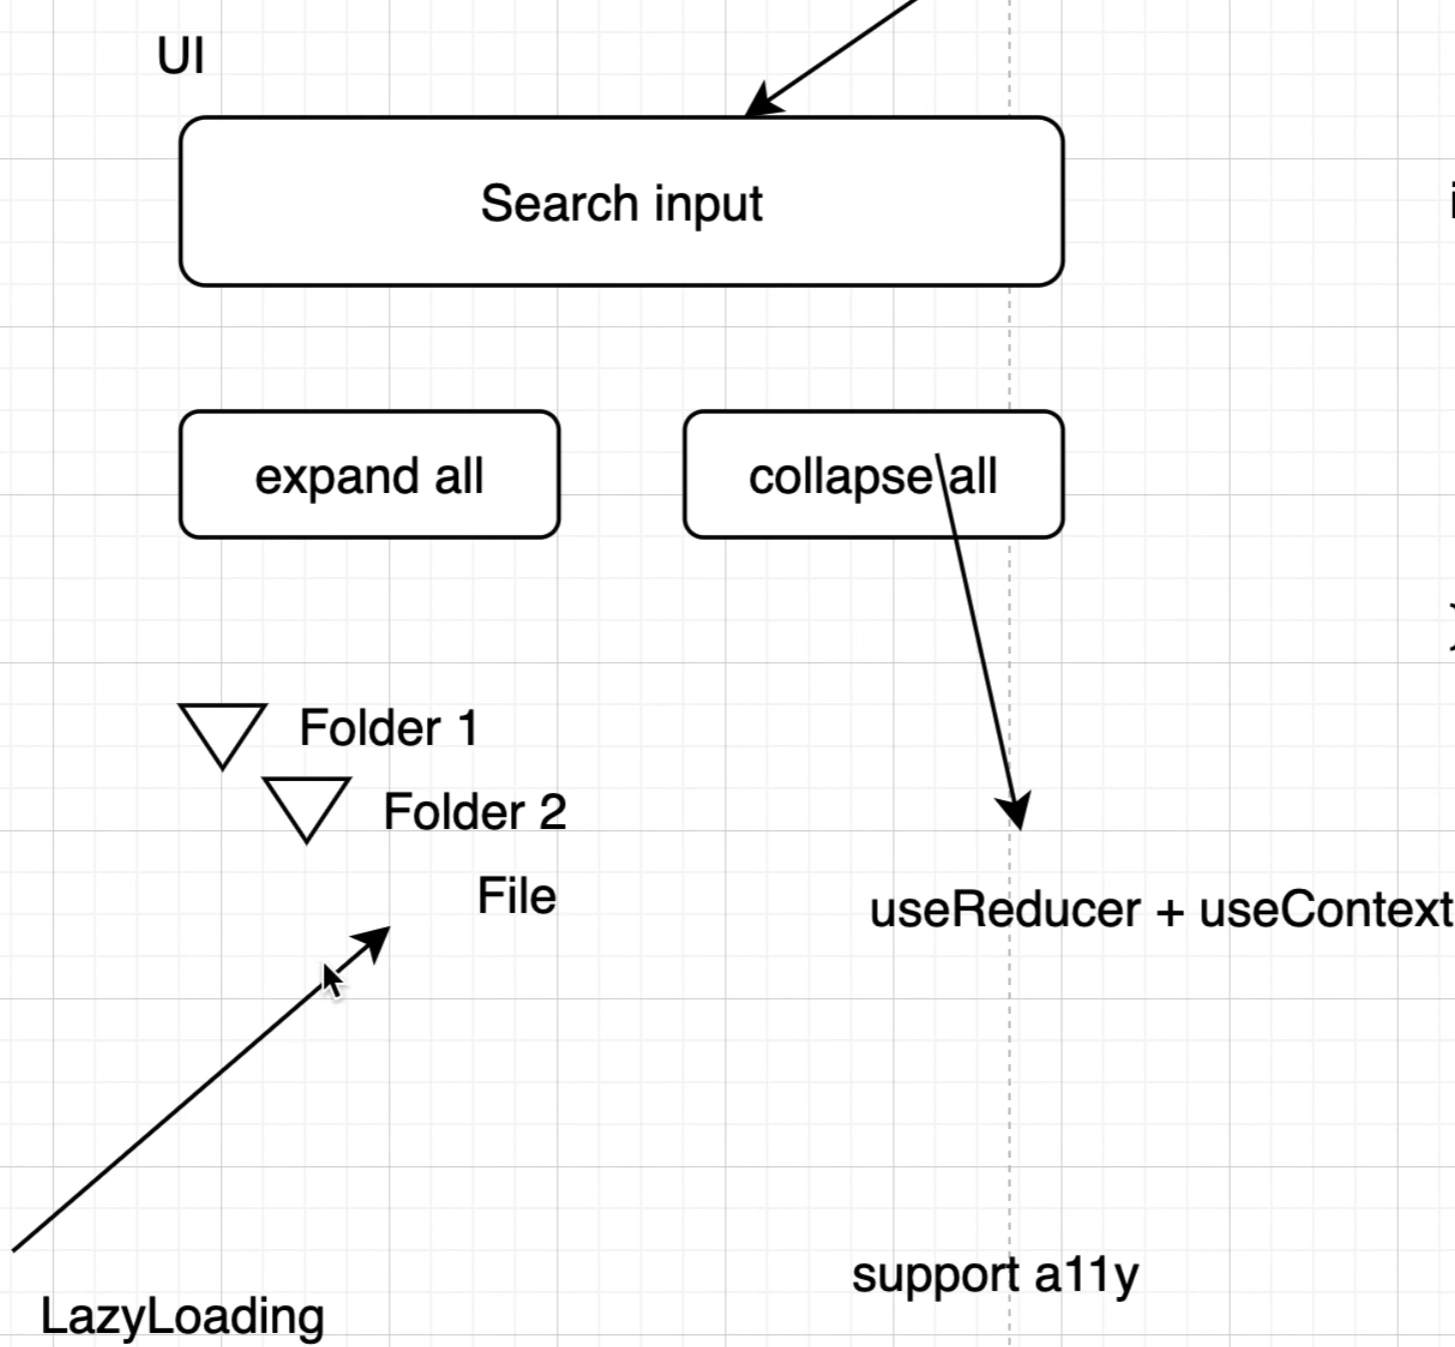 UI
Search input
expand all
collapse all
Folder 1
Folder 2
File
useReducer + useContext
support a11y
LazyLoading